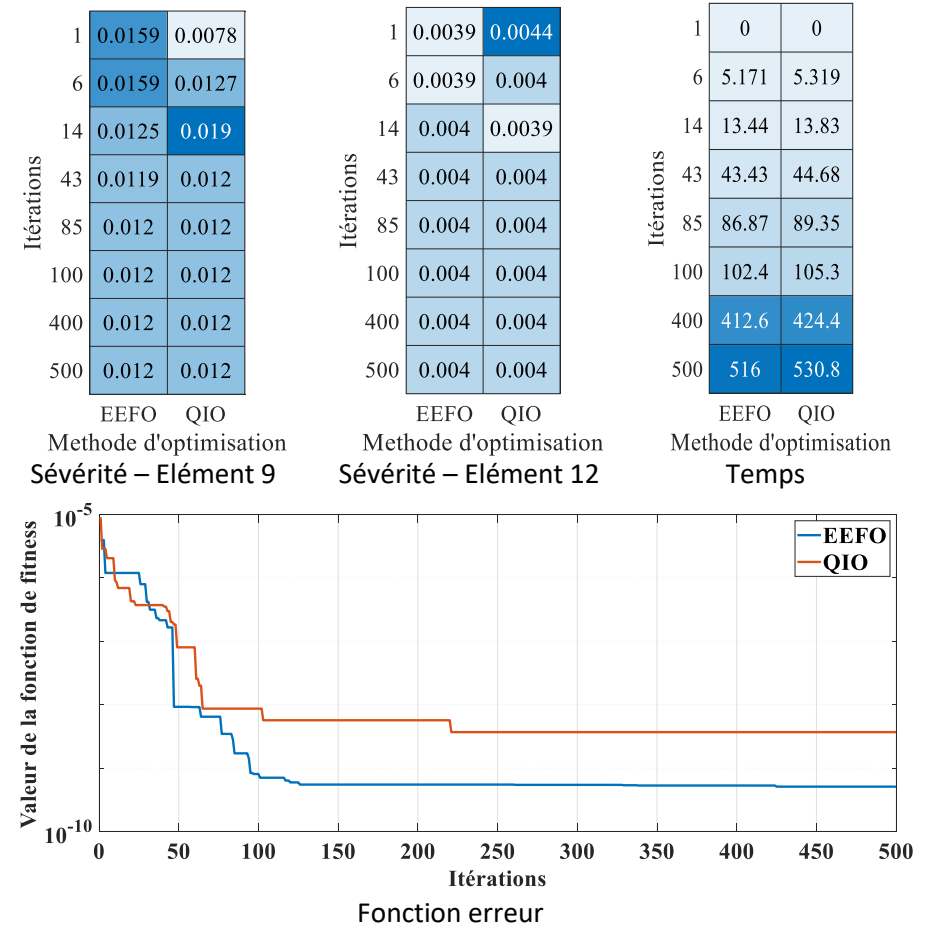 Itérations
1 0.0159 0.0078
6 0.0159 0.0127
14 0.0125 0.019
43 0.0119 0.012
85 0.012 0.012
100 0.012 0.012
400 0.012 0.012
500 0.012 0.012
EEFO QIO
Methode d'optimisation
Sévérité – Elément 9
Itérations
1 0.0039 0.0044
6 0.0039 0.004
14 0.004 0.0039
43 0.004 0.004
85 0.004 0.004
100 0.004 0.004
400 0.004 0.004
500 0.004 0.004
EEFO QIO
Methode d'optimisation
Sévérité – Elément 12
Itérations
1 0 0
6 5.171 5.319
14 13.44 13.83
43 43.43 44.68
85 86.87 89.35
100 102.4 105.3
400 412.6 424.4
500 516 530.8
EEFO QIO
Methode d'optimisation
Temps
Valeur de la fonction de fitness
10^-5
10^-10
EEFO
QIO
0 50 100 150 200 250 300 350 400 450 500
Itérations
Fonction erreur